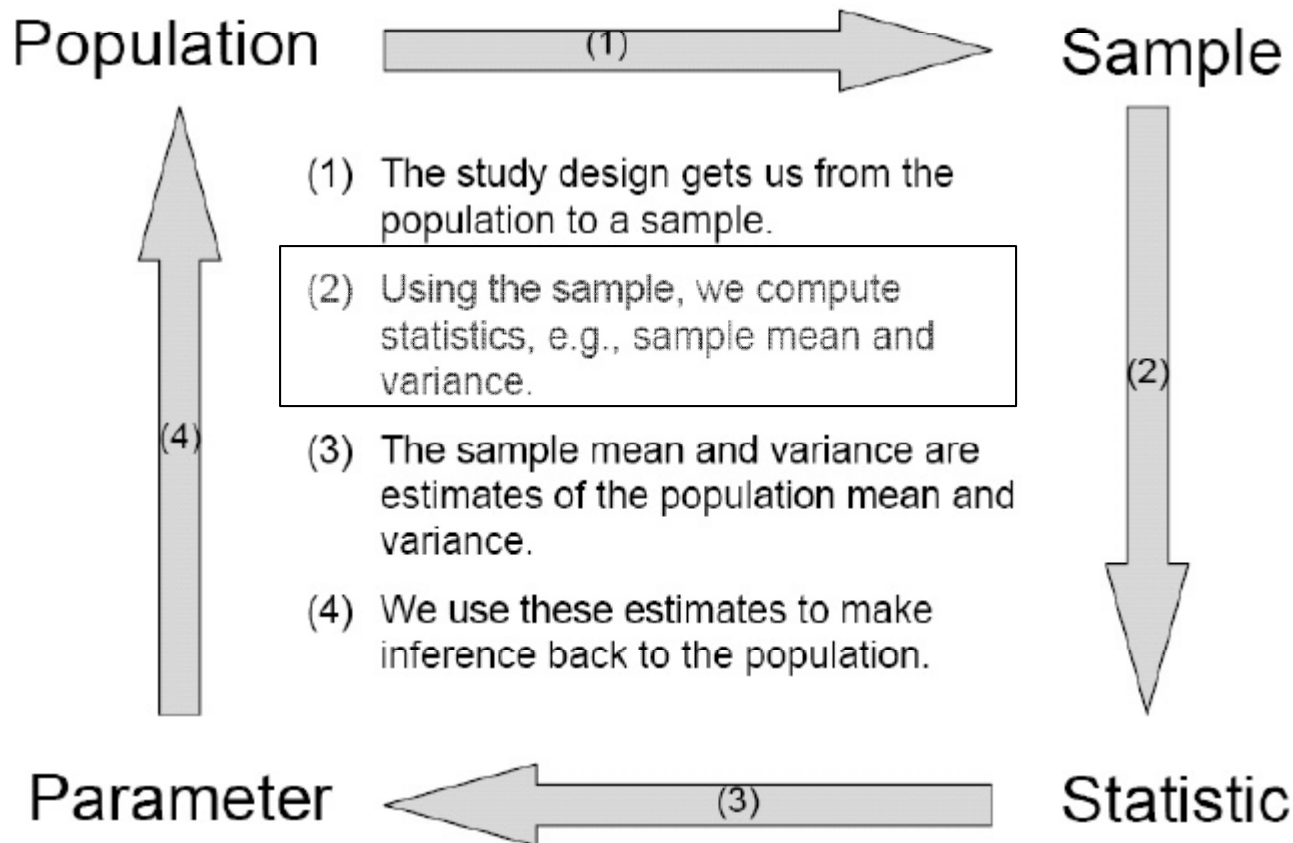 Population
(1)
Sample
(1) The study design gets us from the
population to a sample.
(2) Using the sample, we compute
statistics, e.g., sample mean and
variance.
(2)
(4)
(3) The sample mean and variance are
estimates of the population mean and
variance.
(4) We use these estimates to make
inference back to the population.
Parameter
(3)
Statistic